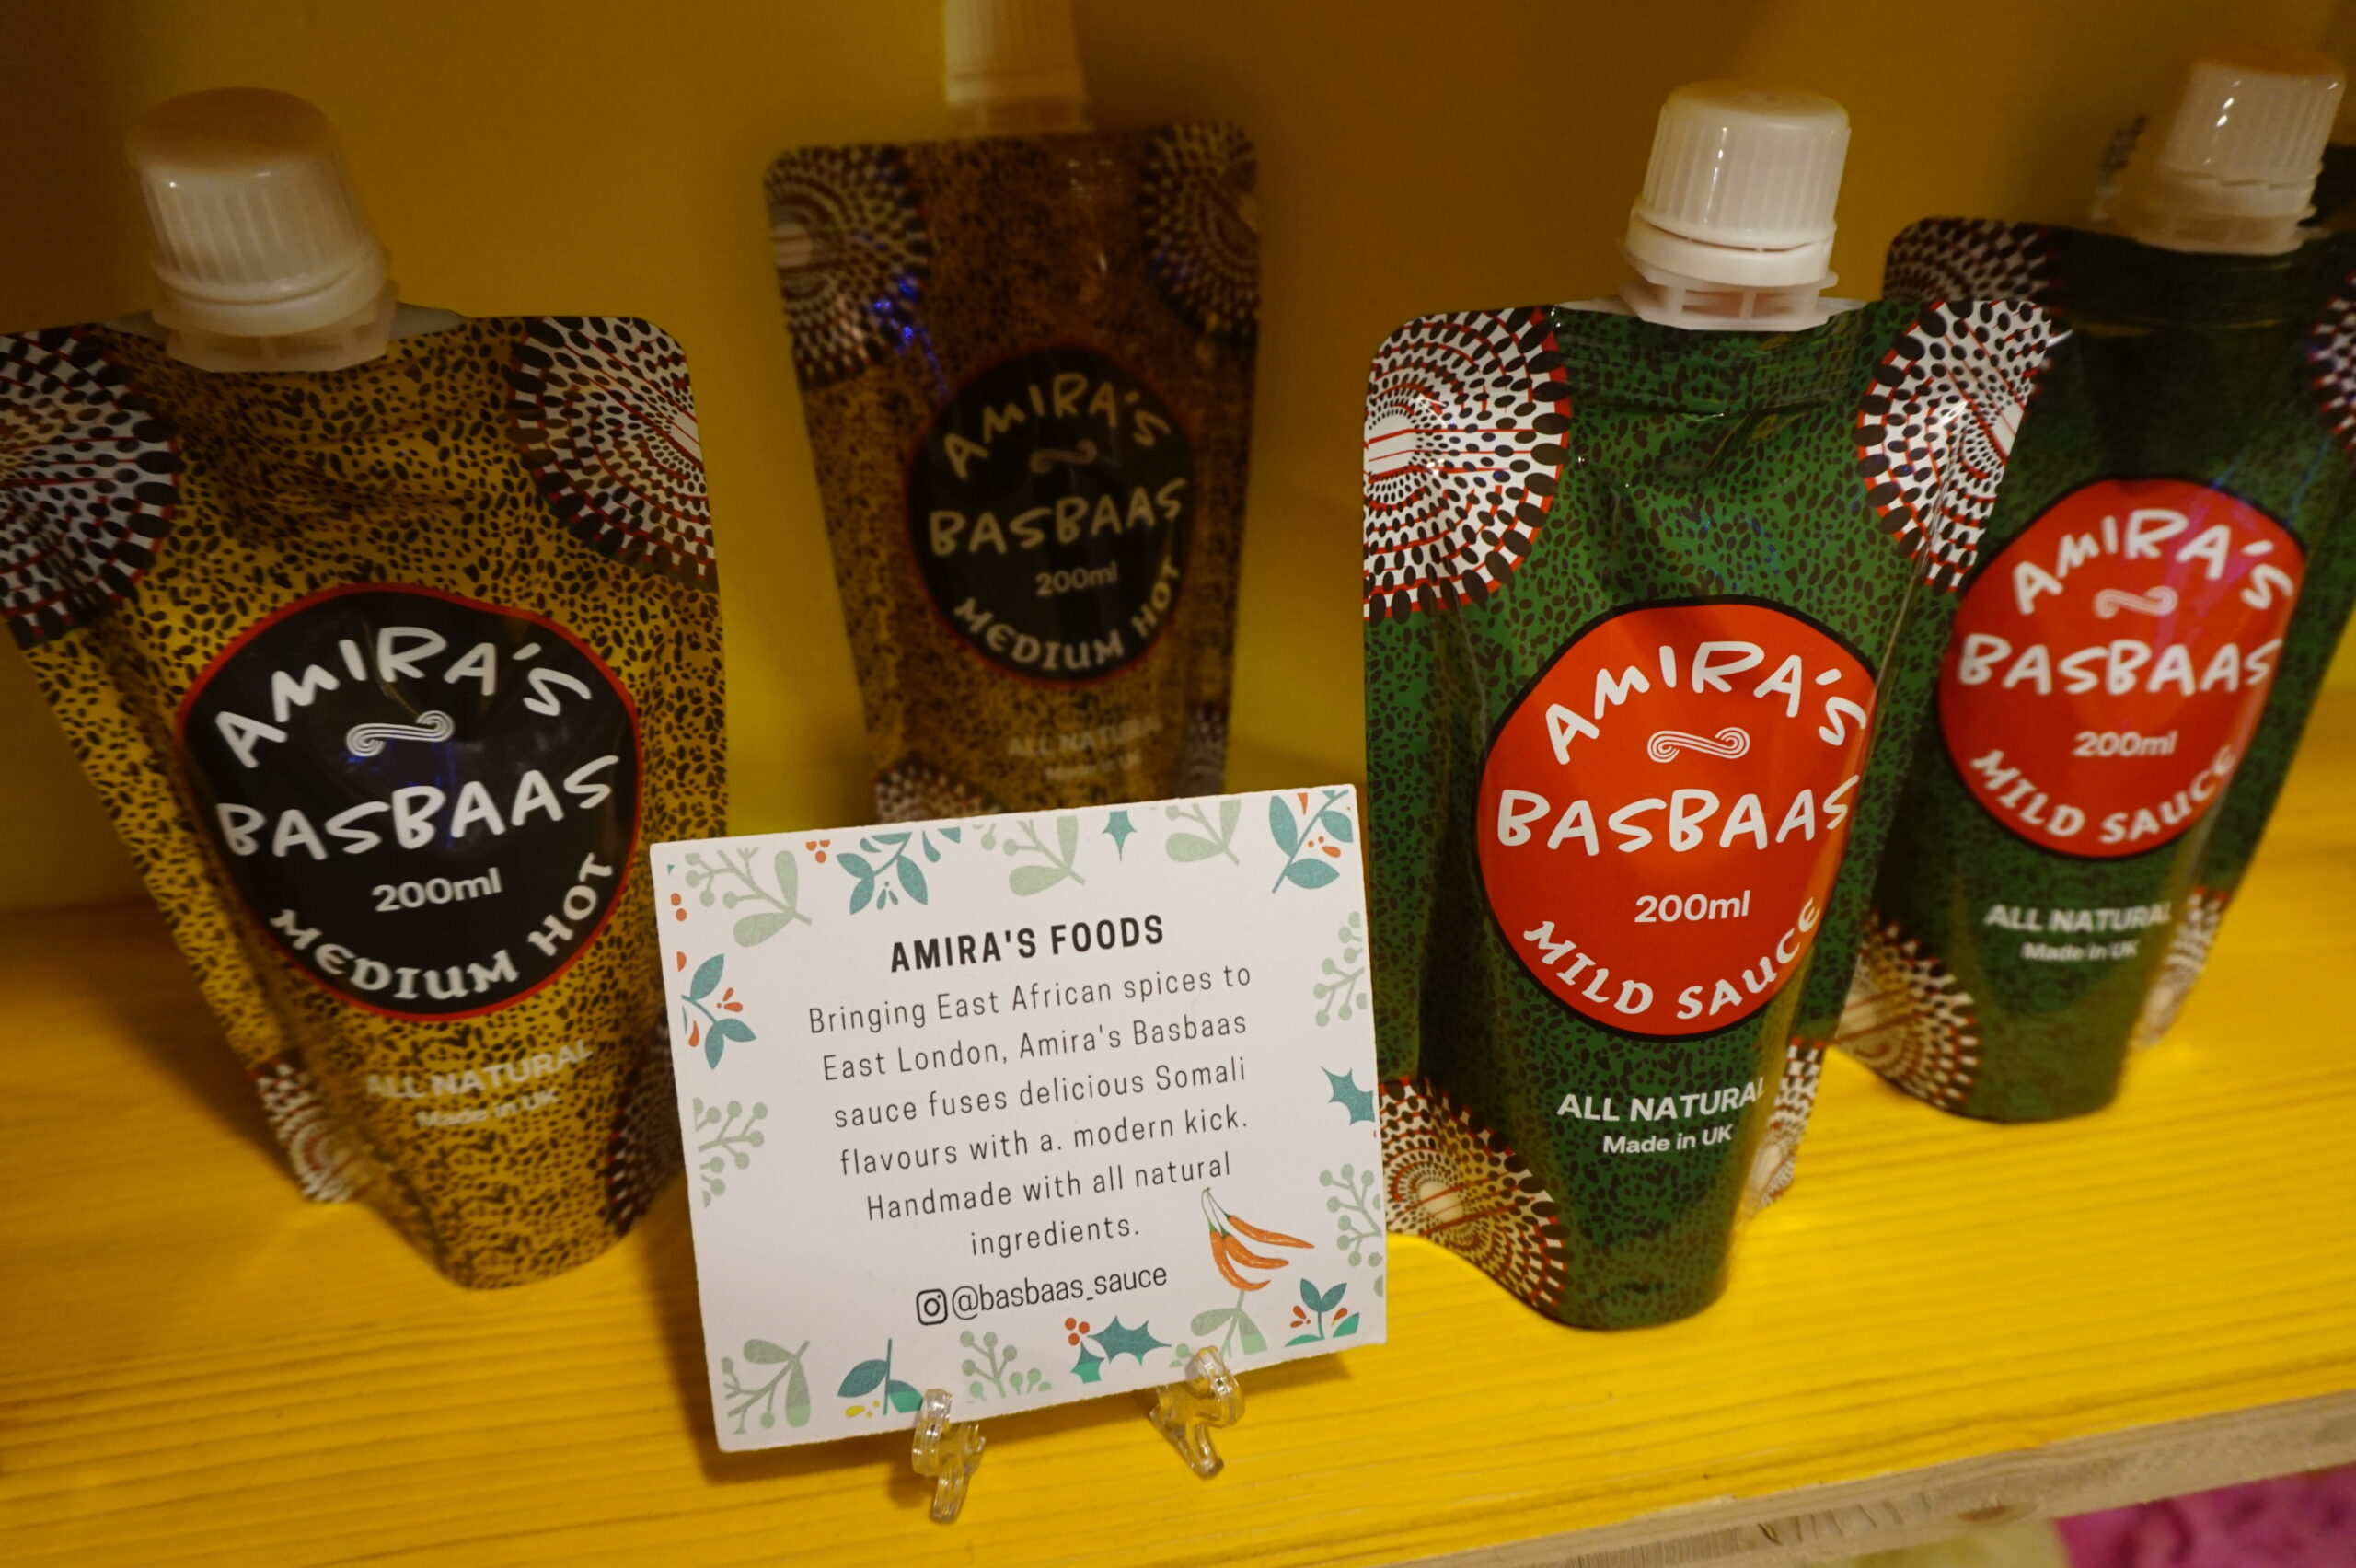 AMIRA'S
BASBAAS
200ml
MEDIUM HOT
ALL NATURAL
Made in UK
AMIRA'S
BASBAAS
200ml
MEDIUM HOT
ALL NATURAL
Made in UK
AMIRA'S FOODS
Bringing East African spices to
East London, Amira's Basbaas
sauce fuses delicious Somali
flavours with a. modern kick.
Handmade with all natural
ingredients.
@basbaas_sauce
AMIRA'S
BASBAAS
200ml
MILD SAUCE
ALL NATURAL
Made in UK
AMIRA'S
BASBAAS
200ml
MILD SAUCE
ALL NATURAL
Made in UK